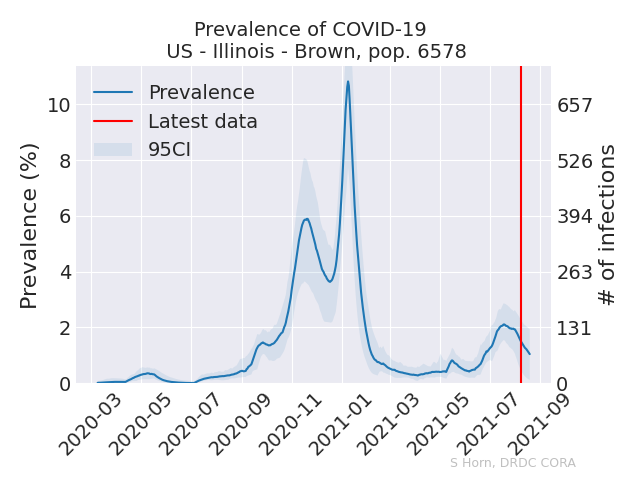 Prevalence of COVID-19
US - Illinois - Brown, pop. 6578
Prevalence
Latest data
95CI
Prevalence (%)
10
8
6
4
2
0
657
526
394
263
131
0
# of infections
2020-03
2020-05
2020-07
2020-09
2020-11
2021-01
2021-03
2021-05
2021-07
2021-09
S Horn, DRDC CORA